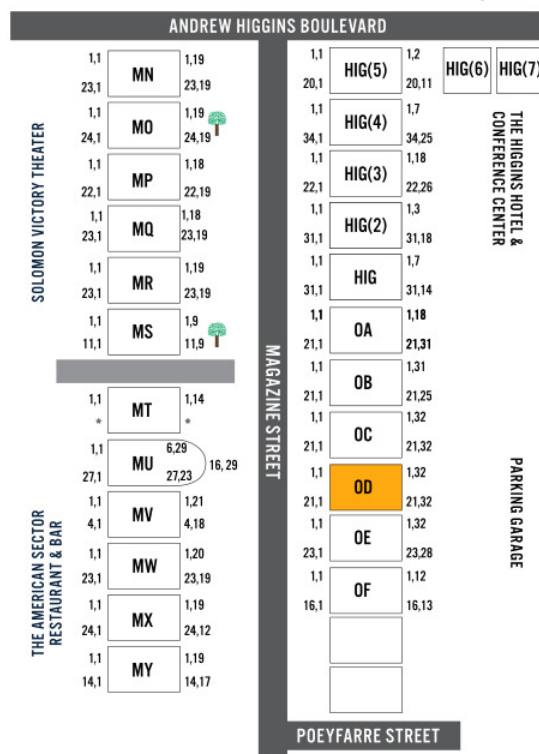 ANDREW HIGGINS BOULEVARD
SOLOMON VICTORY THEATER
1,1 MN 1,19
23,1 23,19
1,1 MO 1,19
24,1 24,19
1,1 MP 1,18
22,1 22,19
1,1 MQ 1,18
23,1 23,19
1,1 MR 1,19
23,1 23,19
1,1 MS 1,9
11,1 11,9
THE AMERICAN SECTOR
RESTAURANT & BAR
1,1 MT 1,14
* *
1,1 MU 6,29
27,1 27,23 16, 29
1,1 MV 1,21
4,1 4,18
1,1 MW 1,20
23,1 23,19
1,1 MX 1,19
24,1 24,12
1,1 MY 1,19
14,1 14,17
MAGAZINE STREET
1,1 HIG(5) 1,2 HIG(6) HIG(7)
20,1 20,11
1,1 HIG(4) 1,7
34,1 34,25
1,1 HIG(3) 1,18
22,1 22,26
1,1 HIG(2) 1,3
31,1 31,18
1,1 HIG 1,7
31,1 31,14
1,1 OA 1,18
21,1 21,31
1,1 OB 1,31
21,1 21,25
1,1 OC 1,32
21,1 21,32
1,1 OD 1,32
21,1 21,32
1,1 OE 1,32
23,1 23,28
1,1 OF 1,12
16,1 16,13
THE HIGGINS HOTEL &
CONFERENCE CENTER
PARKING GARAGE
POEYFARRE STREET